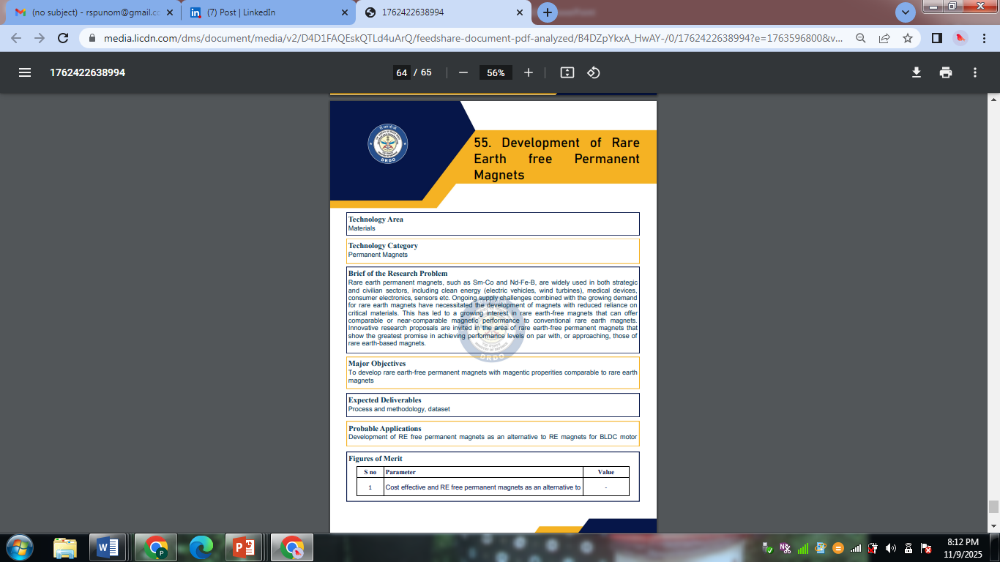 (no subject) - rspunom@gmail.cc
(7) Post | LinkedIn
1762422638994
media.licdn.com/dms/document/media/v2/D4D1FAQEskQTLd4uArQ/feedshare-document-pdf-analyzed/B4DZpYkxA_HwAY-/0/1762422638994?e=1763596800&v...
1762422638994
64 / 65
56%
DRDO
55. Development of Rare
Earth free Permanent
Magnets
Technology Area
Materials
Technology Category
Permanent Magnets
Brief of the Research Problem
Rare earth permanent magnets, such as Sm-Co and Nd-Fe-B, are widely used in both strategic
and civilian sectors, including clean energy (electric vehicles, wind turbines), medical devices,
consumer electronics, sensors etc. Ongoing supply challenges combined with the growing demand
for rare earth magnets have necessitated the development of magnets with reduced reliance on
critical materials. This has led to a growing interest in rare earth-free magnets that can offer
comparable or near-comparable magnetic performance to conventional rare earth magnets.
Innovative research proposals are invited in the area of rare earth-free permanent magnets that
show the greatest promise in achieving performance levels on par with, or approaching, those of
rare earth-based magnets.
DRDO
Major Objectives
To develop rare earth-free permanent magnets with magentic properities comparable to rare earth
magnets
Expected Deliverables
Process and methodology, dataset
Probable Applications
Development of RE free permanent magnets as an alternative to RE magnets for BLDC motor
Figures of Merit
S no Parameter Value
1 Cost effective and RE free permanent magnets as an alternative to -
8:12 PM
11/9/2025